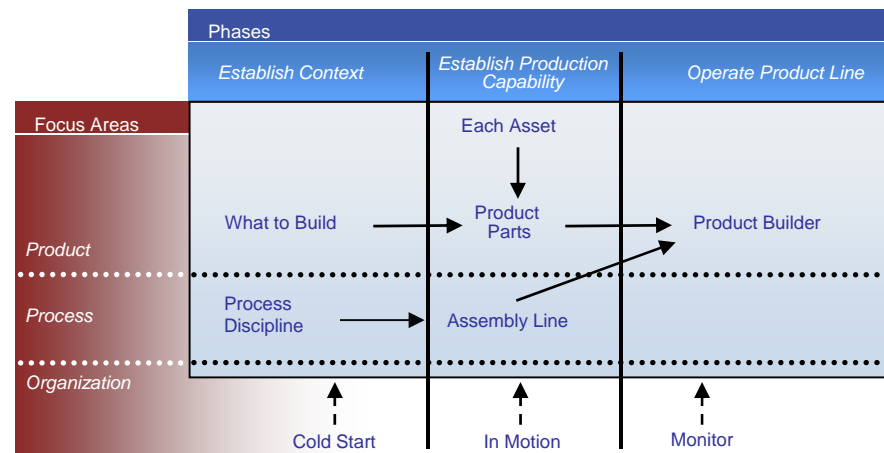 Phases
Establish Context
Establish Production
Capability
Operate Product Line
Focus Areas
Each Asset
What to Build
Product
Parts
Product Builder
Product
Process
Discipline
Process
Assembly Line
Organization
Cold Start
In Motion
Monitor